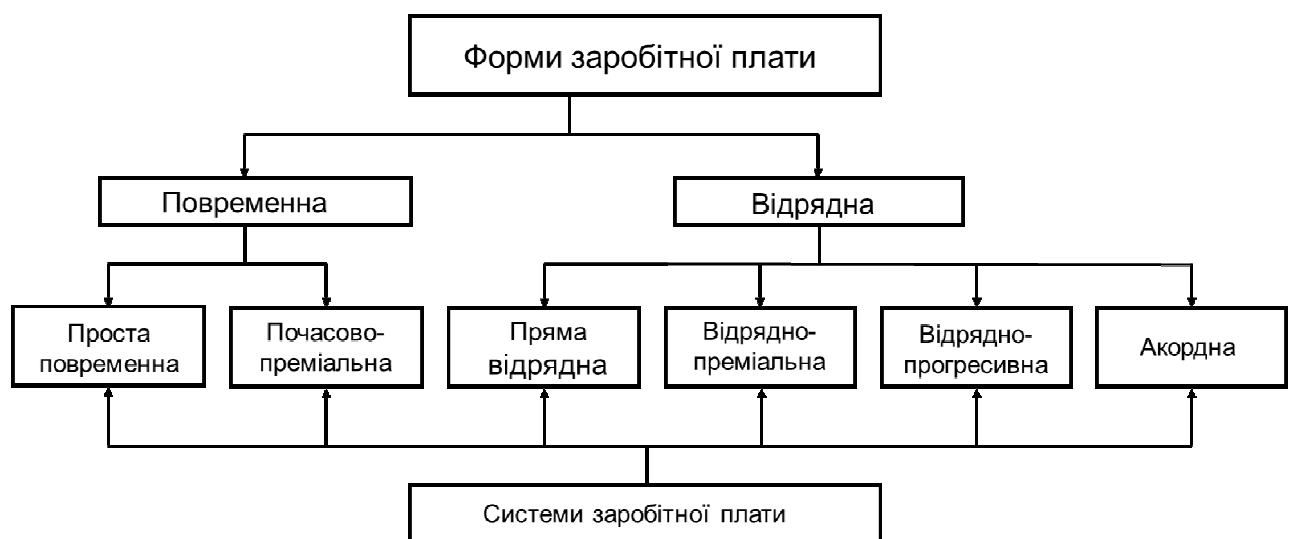 Форми заробітної плати
Повременна
Відрядна
Проста
повременна
Почасово-
преміальна
Пряма
відрядна
Відрядно-
преміальна
Відрядно-
прогресивна
Акордна
Системи заробітної плати